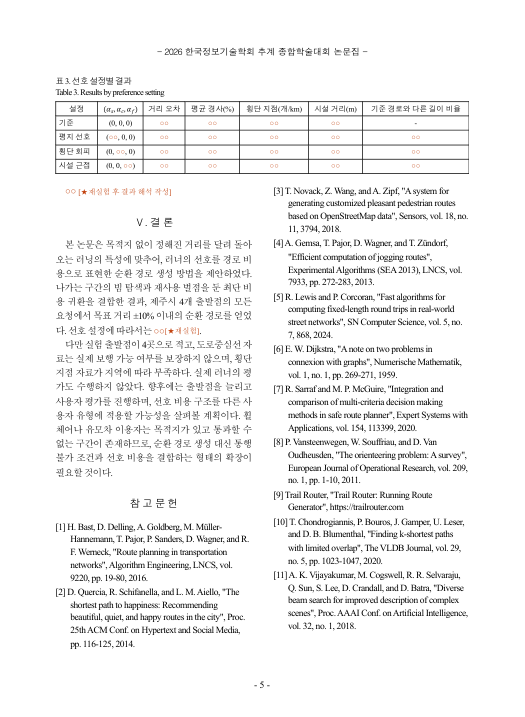 – 2026 한국정보기술학회 추계 종합학술대회 논문집 –
표 3. 선호 설정별 결과
Table 3. Results by preference setting
설정 (αs, αc, αf) 거리 오차 평균 경사(%) 횡단 지점(개/km) 시설 거리(m) 기준 경로와 다른 길이 비율
기준 (0, 0, 0) ○○ ○○ ○○ ○○ -
평지 선호 (○○, 0, 0) ○○ ○○ ○○ ○○ ○○
횡단 회피 (0, ○○, 0) ○○ ○○ ○○ ○○ ○○
시설 근접 (0, 0, ○○) ○○ ○○ ○○ ○○ ○○
○○ [★재실험 후 결과 해석 작성]
Ⅴ. 결 론
본 논문은 목적지 없이 정해진 거리를 달려 돌아
오는 러닝의 특성에 맞추어, 러너의 선호를 경로 비
용으로 표현한 순환 경로 생성 방법을 제안하였다.
나가는 구간의 빔 탐색과 재사용 벌점을 둔 최단 비
용 귀환을 결합한 결과, 제주시 4개 출발점의 모든
요청에서 목표 거리 ±10% 이내의 순환 경로를 얻었
다. 선호 설정에 따라서는 ○○[★재실험].
다만 실험 출발점이 4곳으로 적고, 도로중심선 자
료는 실제 보행 가능 여부를 보장하지 않으며, 횡단
지점 자료가 지역에 따라 부족하다. 실제 러너의 평
가도 수행하지 않았다. 향후에는 출발점을 늘리고
사용자 평가를 진행하며, 선호 비용 구조를 다른 사
용자 유형에 적용할 가능성을 살펴볼 계획이다. 휠
체어나 유모차 이용자는 목적지가 있고 통과할 수
없는 구간이 존재하므로, 순환 경로 생성 대신 통행
불가 조건과 선호 비용을 결합하는 형태의 확장이
필요할 것이다.
참 고 문 헌
[1] H. Bast, D. Delling, A. Goldberg, M. Müller-
Hannemann, T. Pajor, P. Sanders, D. Wagner, and R.
F. Werneck, "Route planning in transportation
networks", Algorithm Engineering, LNCS, vol.
9220, pp. 19-80, 2016.
[2] D. Quercia, R. Schifanella, and L. M. Aiello, "The
shortest path to happiness: Recommending
beautiful, quiet, and happy routes in the city", Proc.
25th ACM Conf. on Hypertext and Social Media,
pp. 116-125, 2014.
[3] T. Novack, Z. Wang, and A. Zipf, "A system for
generating customized pleasant pedestrian routes
based on OpenStreetMap data", Sensors, vol. 18, no.
11, 3794, 2018.
[4] A. Gemsa, T. Pajor, D. Wagner, and T. Zündorf,
"Efficient computation of jogging routes",
Experimental Algorithms (SEA 2013), LNCS, vol.
7933, pp. 272-283, 2013.
[5] R. Lewis and P. Corcoran, "Fast algorithms for
computing fixed-length round trips in real-world
street networks", SN Computer Science, vol. 5, no.
7, 868, 2024.
[6] E. W. Dijkstra, "A note on two problems in
connexion with graphs", Numerische Mathematik,
vol. 1, no. 1, pp. 269-271, 1959.
[7] R. Sarraf and M. P. McGuire, "Integration and
comparison of multi-criteria decision making
methods in safe route planner", Expert Systems with
Applications, vol. 154, 113399, 2020.
[8] P. Vansteenwegen, W. Souffriau, and D. Van
Oudheusden, "The orienteering problem: A survey",
European Journal of Operational Research, vol. 209,
no. 1, pp. 1-10, 2011.
[9] Trail Router, "Trail Router: Running Route
Generator", https://trailrouter.com
[10] T. Chondrogiannis, P. Bouros, J. Gamper, U. Leser,
and D. B. Blumenthal, "Finding k-shortest paths
with limited overlap", The VLDB Journal, vol. 29,
no. 5, pp. 1023-1047, 2020.
[11] A. K. Vijayakumar, M. Cogswell, R. R. Selvaraju,
Q. Sun, S. Lee, D. Crandall, and D. Batra, "Diverse
beam search for improved description of complex
scenes", Proc. AAAI Conf. on Artificial Intelligence,
vol. 32, no. 1, 2018.
- 5 -